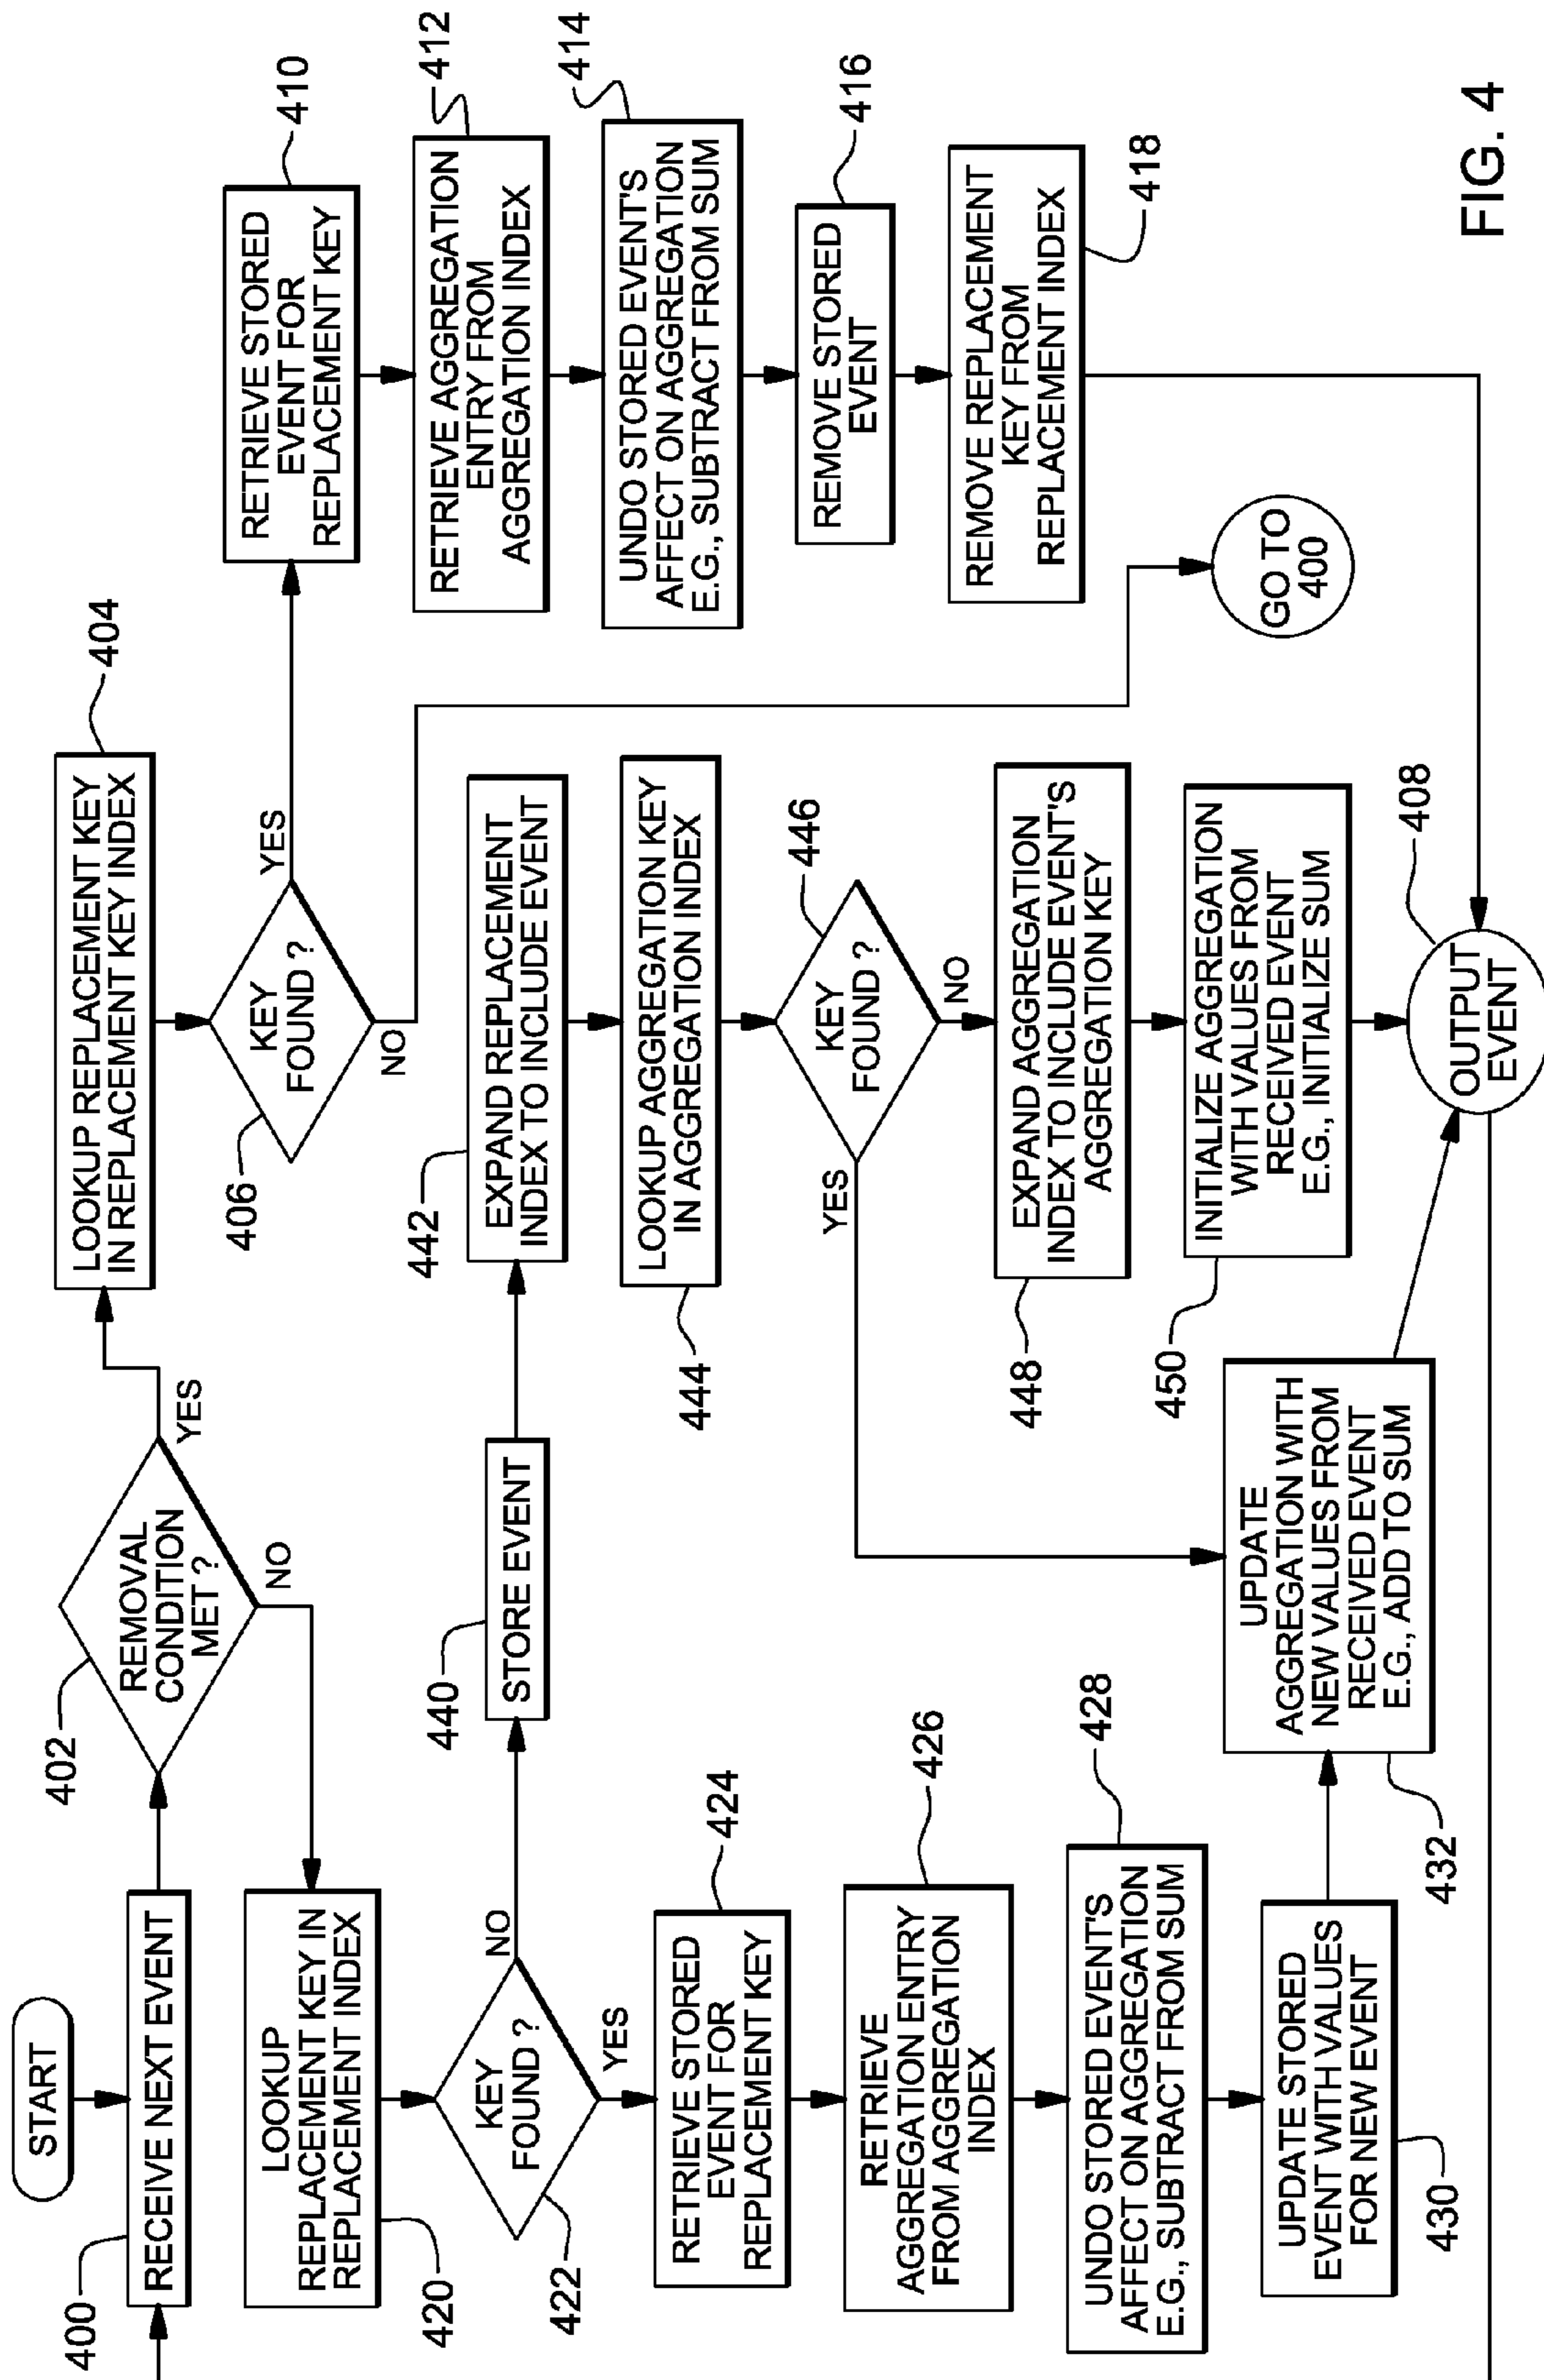 START
400
RECEIVE NEXT EVENT
402
REMOVAL
CONDITION
MET ?
YES
NO
404
LOOKUP REPLACEMENT KEY
IN REPLACEMENT KEY INDEX
406
KEY
FOUND ?
YES
NO
410
RETRIEVE STORED
EVENT FOR
REPLACEMENT KEY
412
RETRIEVE AGGREGATION
ENTRY FROM
AGGREGATION INDEX
414
UNDO STORED EVENT'S
AFFECT ON AGGREGATION
E.G., SUBTRACT FROM SUM
416
REMOVE STORED
EVENT
418
REMOVE REPLACEMENT
KEY FROM
REPLACEMENT INDEX
GO TO
400
420
LOOKUP
REPLACEMENT KEY IN
REPLACEMENT INDEX
422
KEY
FOUND ?
NO
YES
424
RETRIEVE STORED
EVENT FOR
REPLACEMENT KEY
426
RETRIEVE
AGGREGATION ENTRY
FROM AGGREGATION
INDEX
428
UNDO STORED EVENT'S
AFFECT ON AGGREGATION
E.G., SUBTRACT FROM SUM
430
UPDATE STORED
EVENT WITH VALUES
FOR NEW EVENT
432
UPDATE
AGGREGATION WITH
NEW VALUES FROM
RECEIVED EVENT
E.G., ADD TO SUM
440
STORE EVENT
442
EXPAND REPLACEMENT
INDEX TO INCLUDE EVENT
444
LOOKUP AGGREGATION KEY
IN AGGREGATION INDEX
446
KEY
FOUND ?
YES
NO
448
EXPAND AGGREGATION
INDEX TO INCLUDE EVENT'S
AGGREGATION KEY
450
INITIALIZE AGGREGATION
WITH VALUES FROM
RECEIVED EVENT
E.G., INITIALIZE SUM
408
OUTPUT
EVENT
FIG. 4